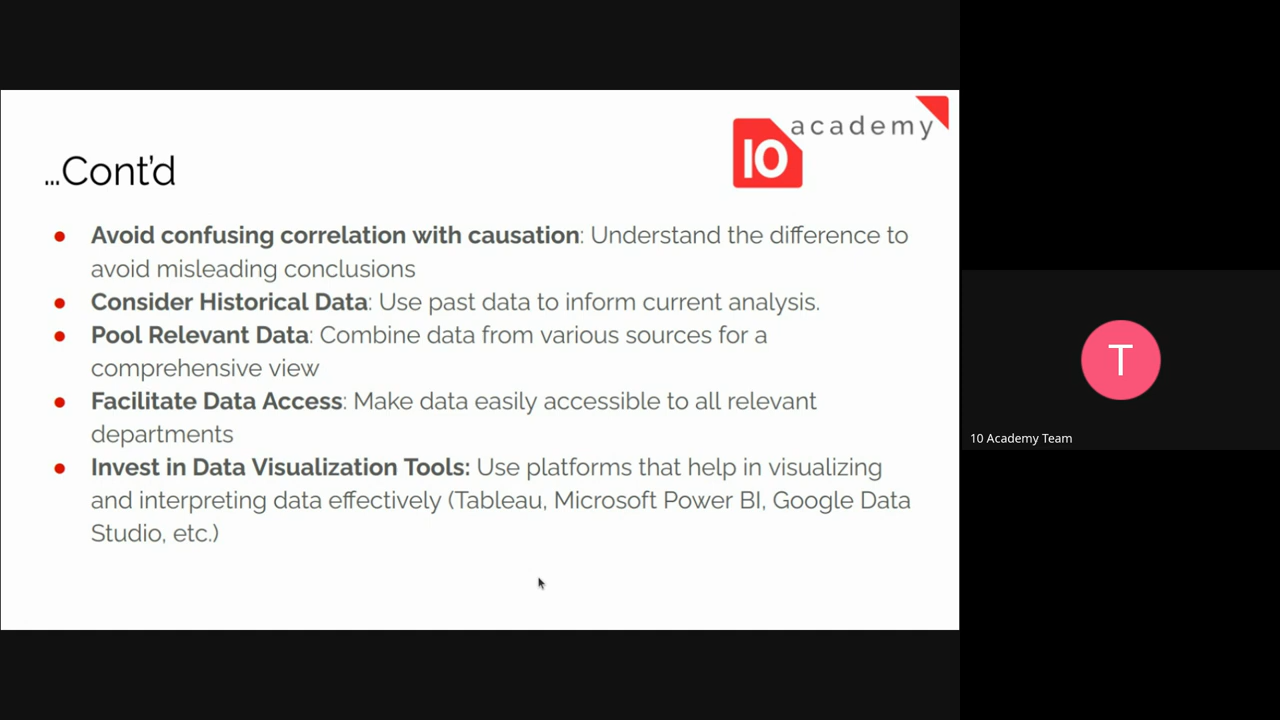 10 academy
...Cont'd
● Avoid confusing correlation with causation: Understand the difference to
avoid misleading conclusions
● Consider Historical Data: Use past data to inform current analysis.
● Pool Relevant Data: Combine data from various sources for a
comprehensive view
● Facilitate Data Access: Make data easily accessible to all relevant
departments
● Invest in Data Visualization Tools: Use platforms that help in visualizing
and interpreting data effectively (Tableau, Microsoft Power BI, Google Data
Studio, etc.)
T
10 Academy Team